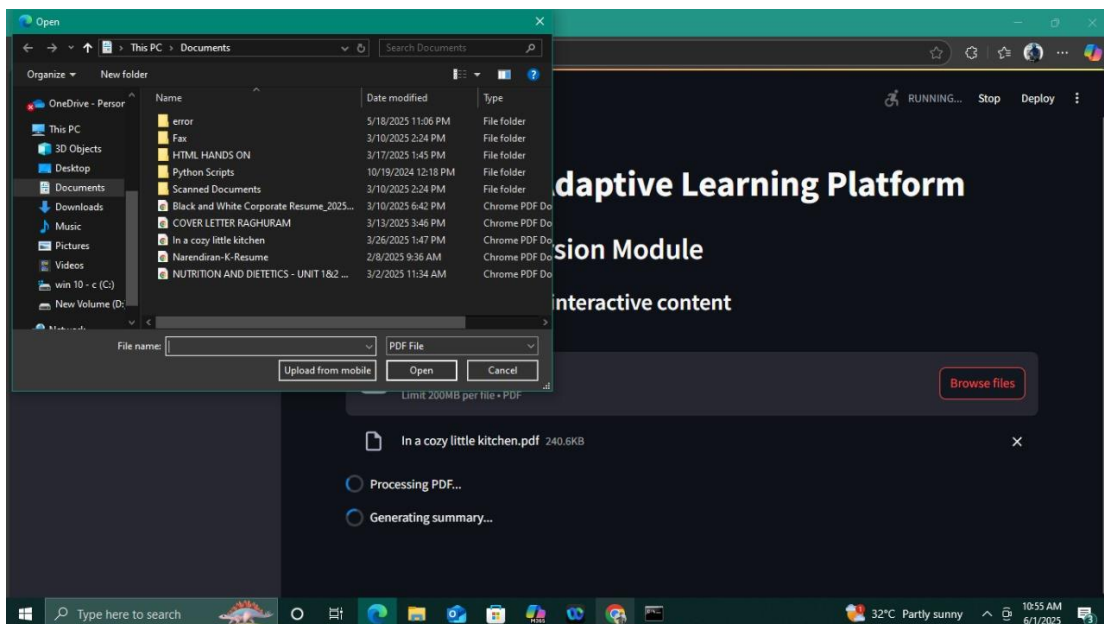 Open
This PC > Documents
Search Documents
Organize
New folder
RUNNING...
Stop
Deploy
OneDrive - Person
This PC
3D Objects
Desktop
Documents
Downloads
Music
Pictures
Videos
win 10 - c (C:)
New Volume (D:
Network
Name
Date modified
Type
error
5/18/2025 11:06 PM
File folder
Fax
3/10/2025 2:24 PM
File folder
HTML HANDS ON
3/17/2025 1:45 PM
File folder
Python Scripts
10/19/2024 12:18 PM
File folder
Scanned Documents
3/10/2025 2:24 PM
File folder
Black and White Corporate Resume_2025...
3/10/2025 6:42 PM
Chrome PDF Do
COVER LETTER RAGHURAM
3/13/2025 3:46 PM
Chrome PDF Do
In a cozy little kitchen
3/26/2025 1:47 PM
Chrome PDF Do
Narendiran-K-Resume
2/8/2025 9:36 AM
Chrome PDF Do
NUTRITION AND DIETETICS - UNIT 1&2 ...
3/2/2025 11:34 AM
Chrome PDF Do
File name:
PDF File
Upload from mobile
Open
Cancel
daptive Learning Platform
sion Module
interactive content
Limit 200MB per file • PDF
Browse files
In a cozy little kitchen.pdf 240.6KB
Processing PDF...
Generating summary...
Type here to search
32°C Partly sunny
10:55 AM
6/1/2025